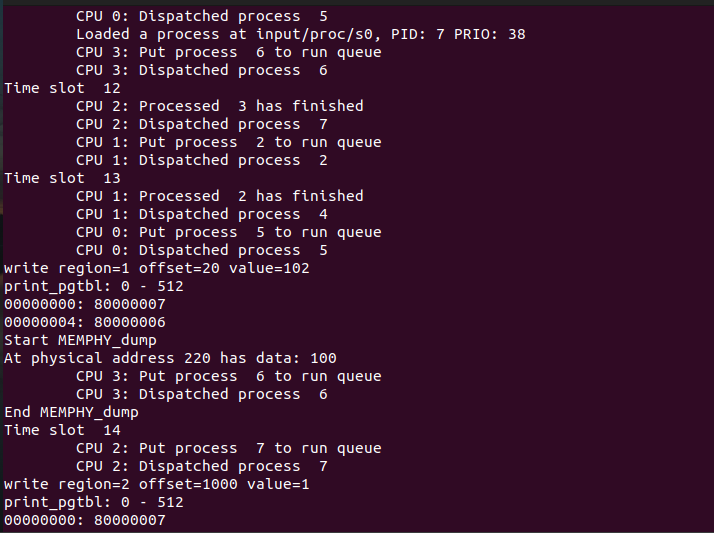 CPU 0: Dispatched process  5
Loaded a process at input/proc/s0, PID: 7 PRIO: 38
CPU 3: Put process  6 to run queue
CPU 3: Dispatched process  6
Time slot  12
CPU 2: Processed  3 has finished
CPU 2: Dispatched process  7
CPU 1: Put process  2 to run queue
CPU 1: Dispatched process  2
Time slot  13
CPU 1: Processed  2 has finished
CPU 1: Dispatched process  4
CPU 0: Put process  5 to run queue
CPU 0: Dispatched process  5
write region=1 offset=20 value=102
print_pgtbl: 0 - 512
00000000: 80000007
00000004: 80000006
Start MEMPHY_dump
At physical address 220 has data: 100
CPU 3: Put process  6 to run queue
CPU 3: Dispatched process  6
End MEMPHY_dump
Time slot  14
CPU 2: Put process  7 to run queue
CPU 2: Dispatched process  7
write region=2 offset=1000 value=1
print_pgtbl: 0 - 512
00000000: 80000007